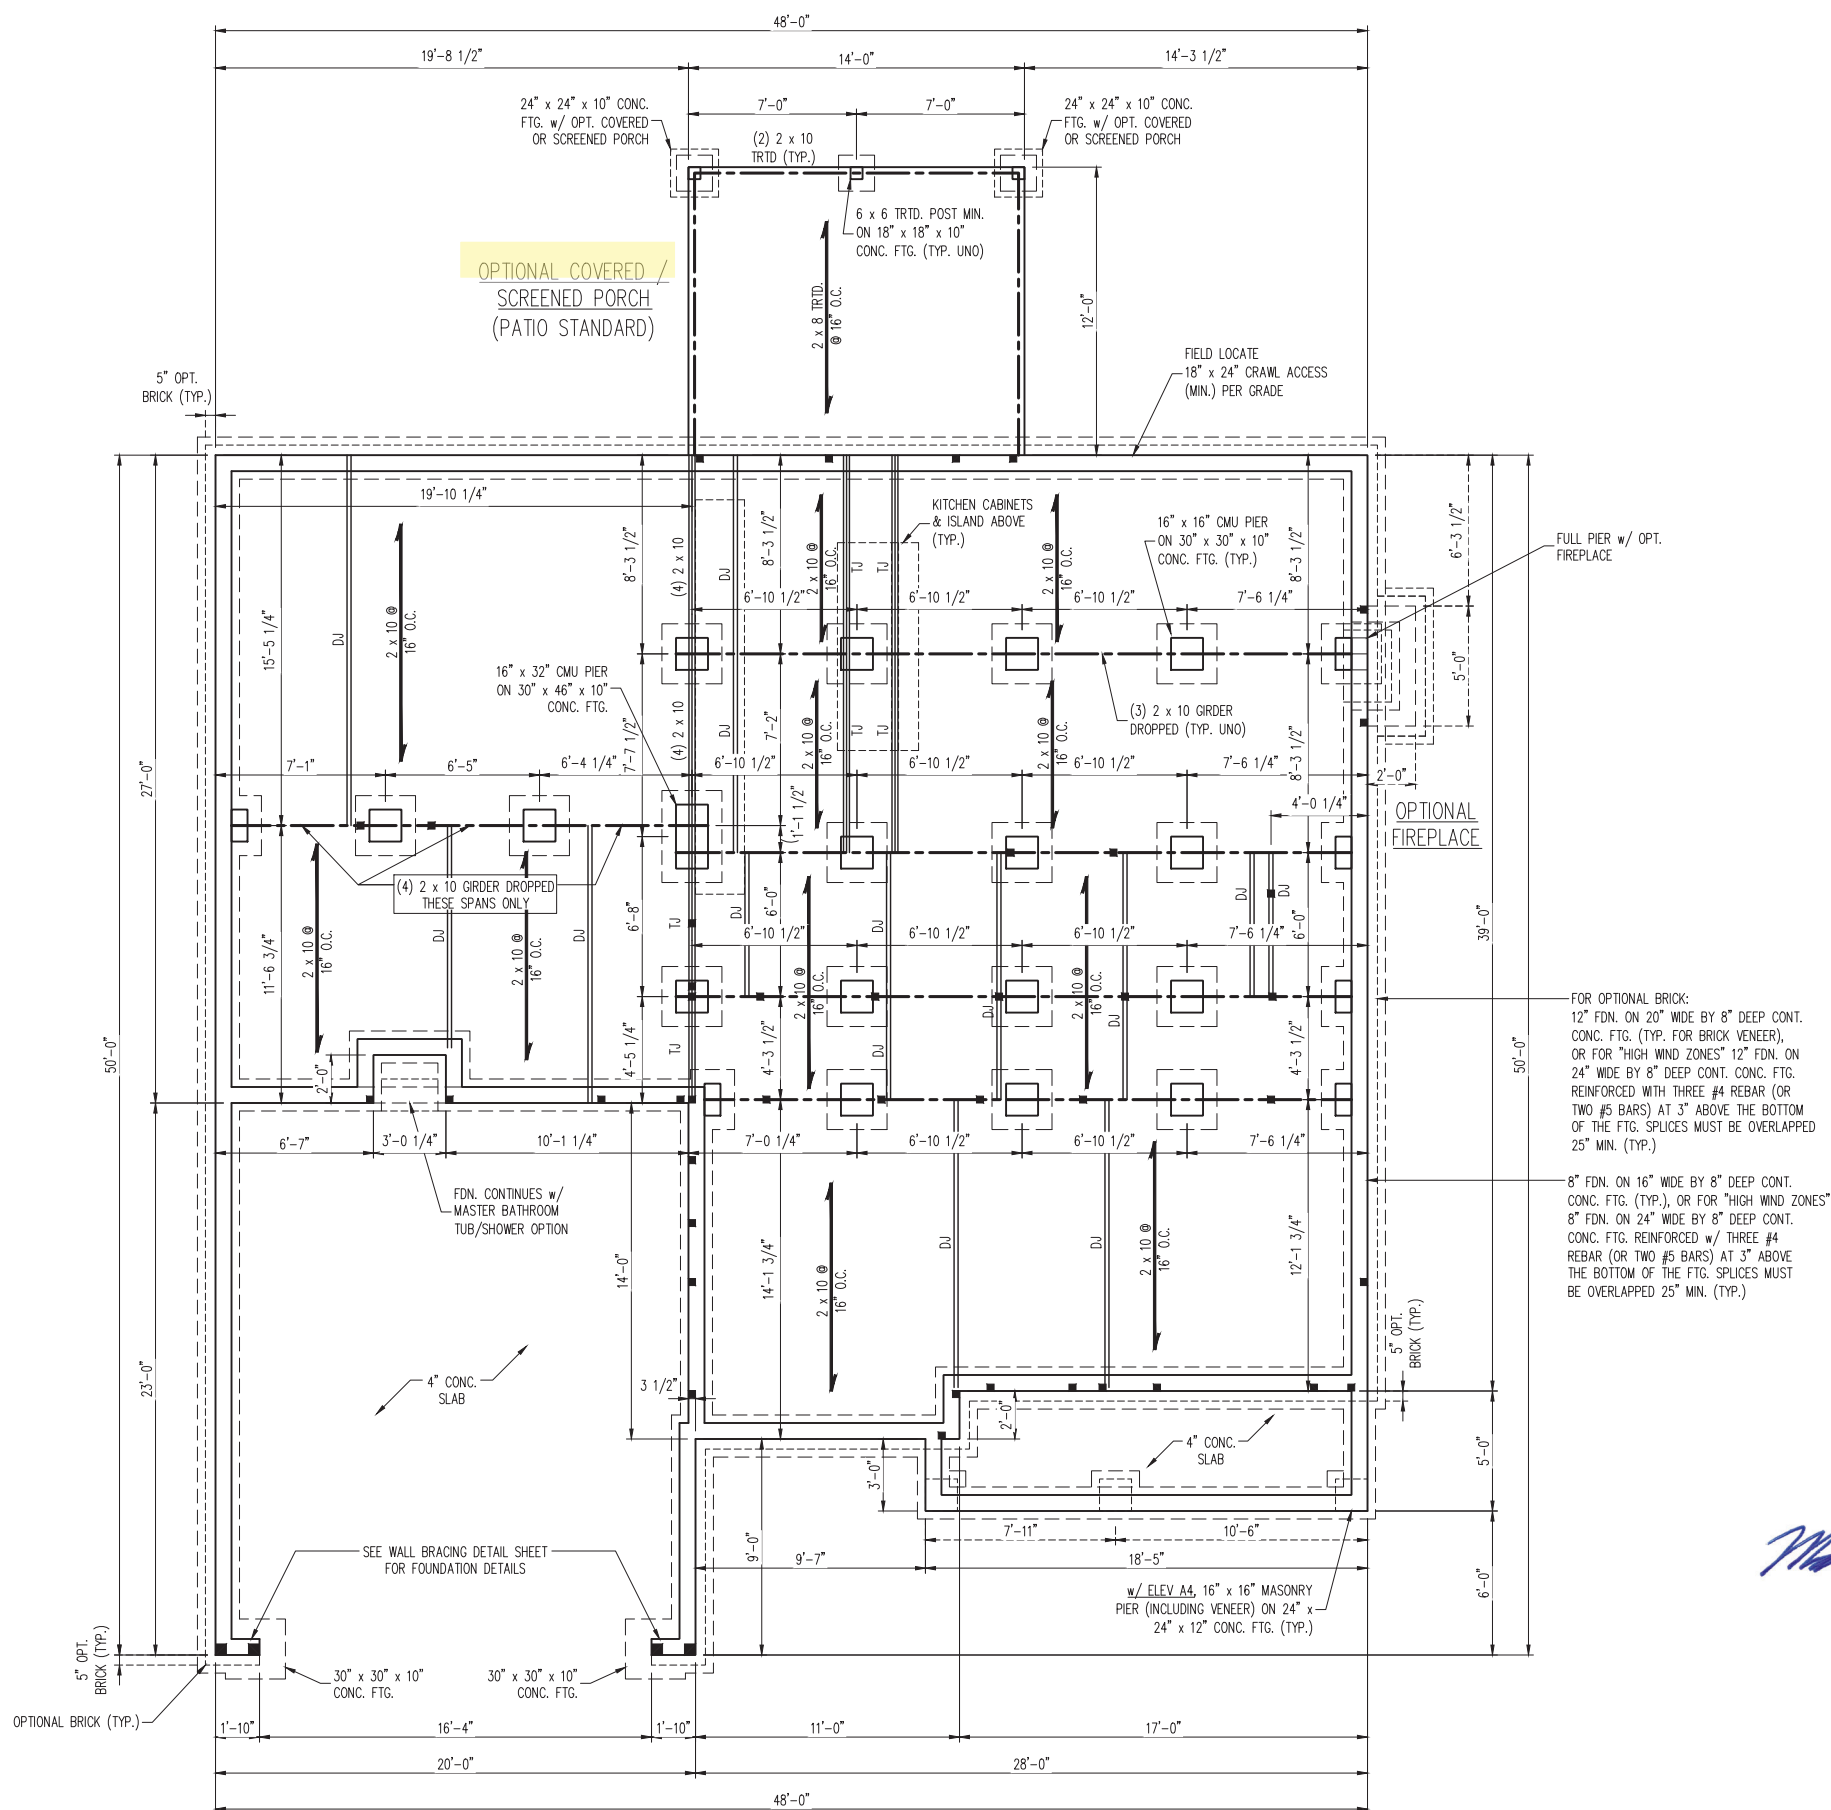 48'-0"
19'-8 1/2"
14'-0"
14'-3 1/2"
7'-0"
7'-0"
24" x 24" x 10" CONC.
FTG. w/ OPT. COVERED
OR SCREENED PORCH
(2) 2 x 10
TRTD (TYP.)
24" x 24" x 10" CONC.
FTG. w/ OPT. COVERED
OR SCREENED PORCH
6 x 6 TRTD. POST MIN.
ON 18" x 18" x 10"
CONC. FTG. (TYP. UNO)
OPTIONAL COVERED /
SCREENED PORCH
(PATIO STANDARD)
2 x 8 TRTD.
@ 16" O.C.
12'-0"
FIELD LOCATE
18" x 24" CRAWL ACCESS
(MIN.) PER GRADE
5" OPT.
BRICK (TYP.)
19'-10 1/4"
KITCHEN CABINETS
& ISLAND ABOVE
(TYP.)
16" x 16" CMU PIER
ON 30" x 30" x 10"
CONC. FTG. (TYP.)
FULL PIER w/ OPT.
FIREPLACE
15'-5 1/4"
DJ
2 x 10 @
16" O.C.
8'-3 1/2"
(4) 2 x 10
DJ
8'-3 1/2"
2 x 10 @
16" O.C.
TJ
TJ
2 x 10 @
16" O.C.
8'-3 1/2"
6'-3 1/2"
6'-10 1/2"
6'-10 1/2"
6'-10 1/2"
7'-6 1/4"
5'-0"
16" x 32" CMU PIER
ON 30" x 46" x 10"
CONC. FTG.
7'-7 1/2"
(4) 2 x 10
DJ
7'-2"
2 x 10 @
16" O.C.
TJ
TJ
2 x 10 @
16" O.C.
(3) 2 x 10 GIRDER
DROPPED (TYP. UNO)
8'-3 1/2"
27'-0"
7'-1"
6'-5"
6'-4 1/4"
6'-10 1/2"
6'-10 1/2"
6'-10 1/2"
7'-6 1/4"
2'-0"
4'-0 1/4"
1'-1 1/2"
OPTIONAL
FIREPLACE
(4) 2 x 10 GIRDER DROPPED
THESE SPANS ONLY
11'-6 3/4"
2 x 10 @
16" O.C.
DJ
2 x 10 @
16" O.C.
DJ
6'-8"
TJ
DJ
6'-0"
DJ
DJ
DJ
DJ
DJ
6'-0"
39'-0"
6'-10 1/2"
6'-10 1/2"
6'-10 1/2"
7'-6 1/4"
2 x 10 @
16" O.C.
2 x 10 @
16" O.C.
50'-0"
2'-0"
4'-5 1/4"
TJ
4'-3 1/2"
DJ
DJ
DJ
4'-3 1/2"
50'-0"
FOR OPTIONAL BRICK:
12" FDN. ON 20" WIDE BY 8" DEEP CONT.
CONC. FTG. (TYP. FOR BRICK VENEER),
OR FOR "HIGH WIND ZONES" 12" FDN. ON
24" WIDE BY 8" DEEP CONT. CONC. FTG.
REINFORCED WITH THREE #4 REBAR (OR
TWO #5 BARS) AT 3" ABOVE THE BOTTOM
OF THE FTG. SPLICES MUST BE OVERLAPPED
25" MIN. (TYP.)
6'-7"
3'-0 1/4"
10'-1 1/4"
7'-0 1/4"
6'-10 1/2"
6'-10 1/2"
7'-6 1/4"
FDN. CONTINUES w/
MASTER BATHROOM
TUB/SHOWER OPTION
8" FDN. ON 16" WIDE BY 8" DEEP CONT.
CONC. FTG. (TYP.), OR FOR "HIGH WIND ZONES"
8" FDN. ON 24" WIDE BY 8" DEEP CONT.
CONC. FTG. REINFORCED w/ THREE #4
REBAR (OR TWO #5 BARS) AT 3" ABOVE
THE BOTTOM OF THE FTG. SPLICES MUST
BE OVERLAPPED 25" MIN. (TYP.)
14'-0"
14'-1 3/4"
2 x 10 @
16" O.C.
DJ
DJ
2 x 10 @
16" O.C.
12'-1 3/4"
5" OPT.
BRICK (TYP.)
23'-0"
4" CONC.
SLAB
3 1/2"
2'-0"
4" CONC.
SLAB
3'-0"
5'-0"
9'-0"
7'-11"
10'-6"
9'-7"
18'-5"
6'-0"
SEE WALL BRACING DETAIL SHEET
FOR FOUNDATION DETAILS
w/ ELEV A4, 16" x 16" MASONRY
PIER (INCLUDING VENEER) ON 24" x
24" x 12" CONC. FTG. (TYP.)
5" OPT.
BRICK (TYP.)
30" x 30" x 10"
CONC. FTG.
30" x 30" x 10"
CONC. FTG.
OPTIONAL BRICK (TYP.)
1'-10"
16'-4"
1'-10"
11'-0"
17'-0"
20'-0"
28'-0"
48'-0"